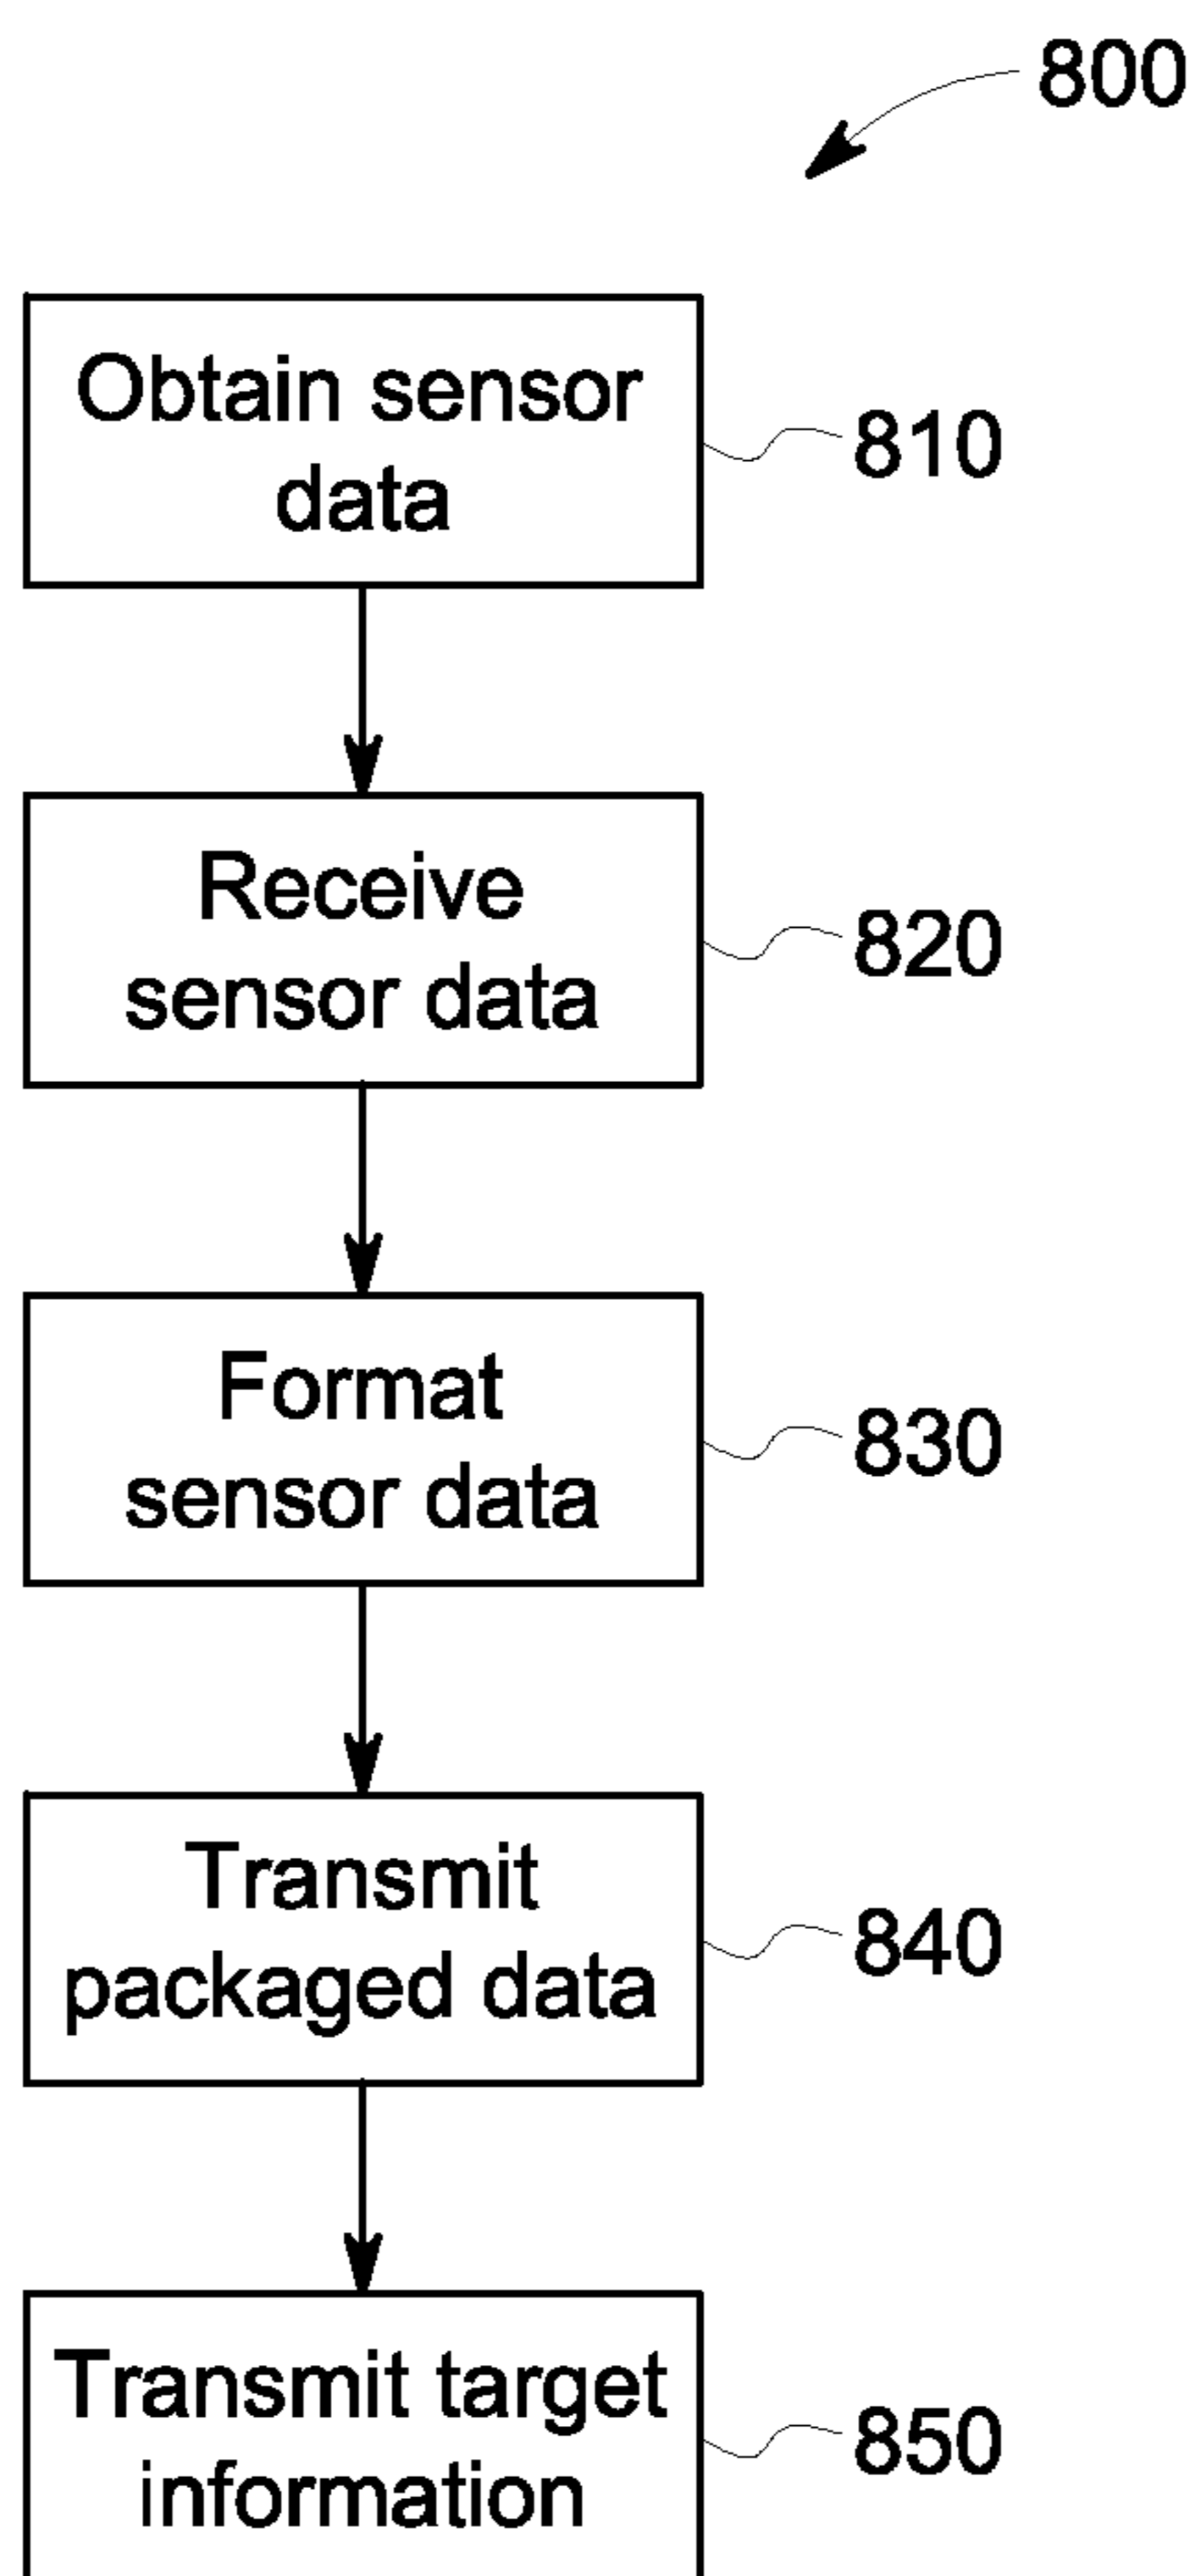 800
Obtain sensor
data
810
Receive
sensor data
820
Format
sensor data
830
Transmit
packaged data
840
Transmit target
information
850